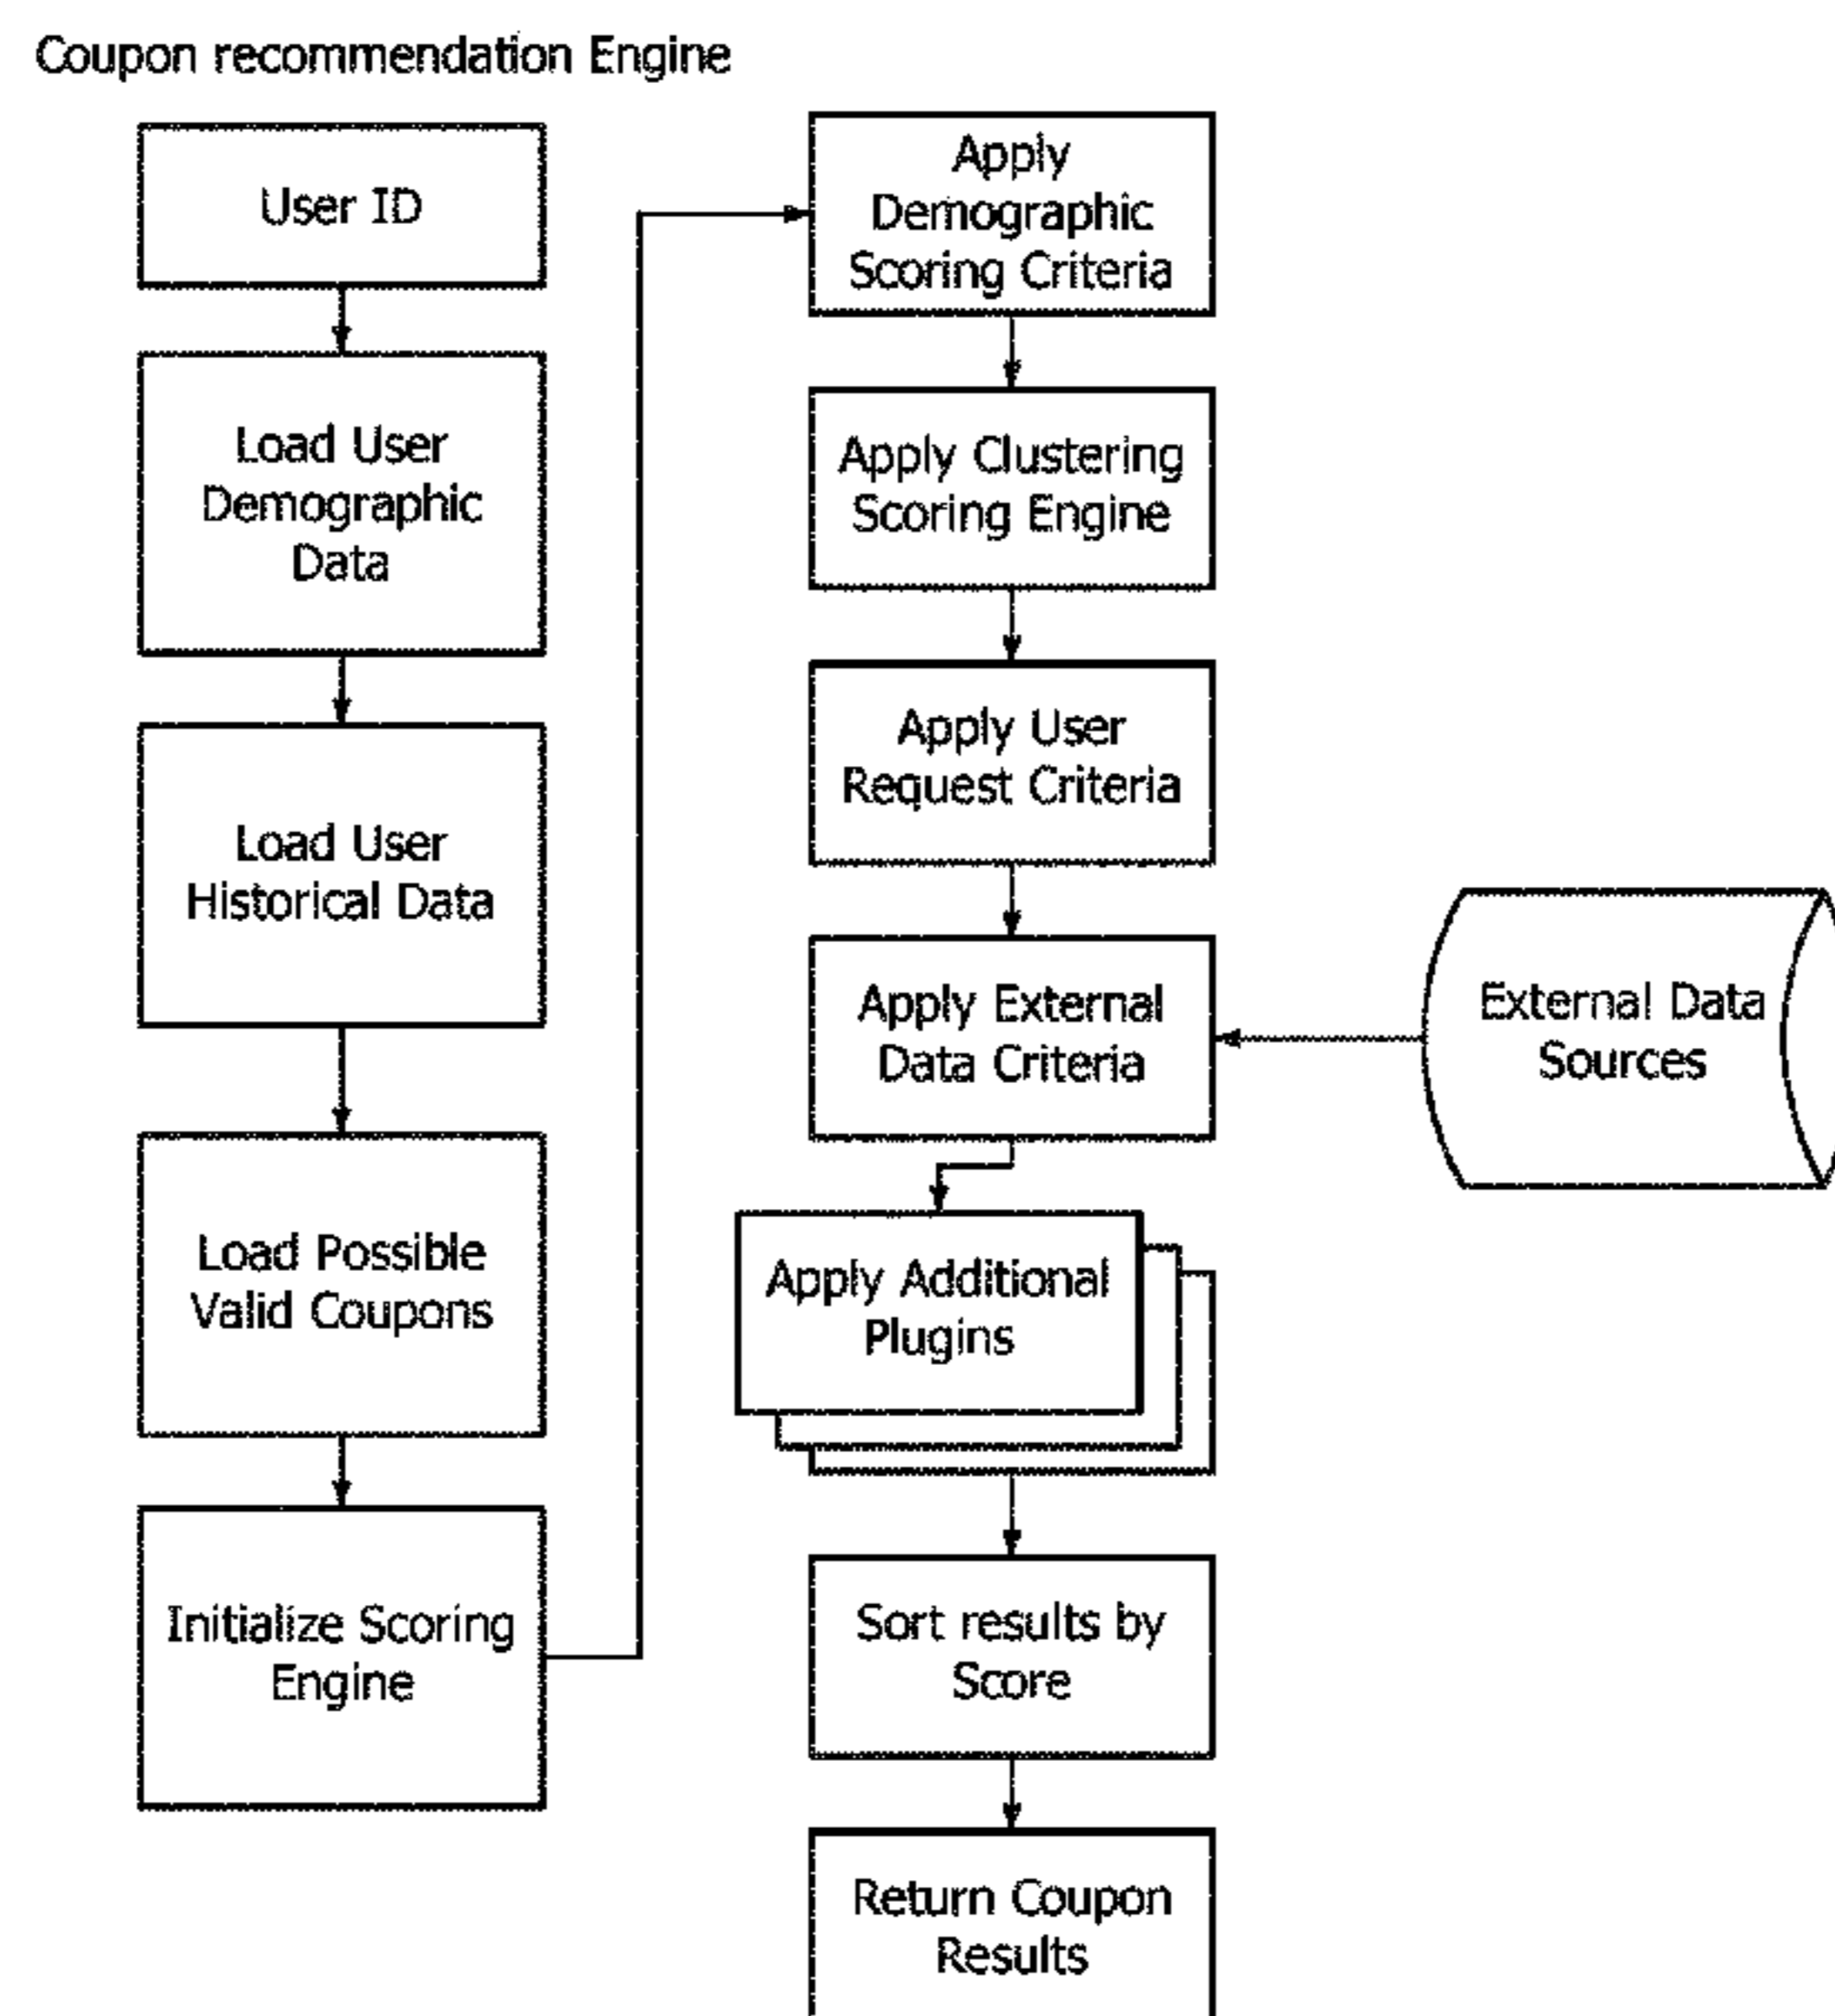 Coupon recommendation Engine
User ID
Load User
Demographic
Data
Load User
Historical Data
Load Possible
Valid Coupons
Initialize Scoring
Engine
Apply
Demographic
Scoring Criteria
Apply Clustering
Scoring Engine
Apply User
Request Criteria
Apply External
Data Criteria
External Data
Sources
Apply Additional
Plugins
Sort results by
Score
Return Coupon
Results